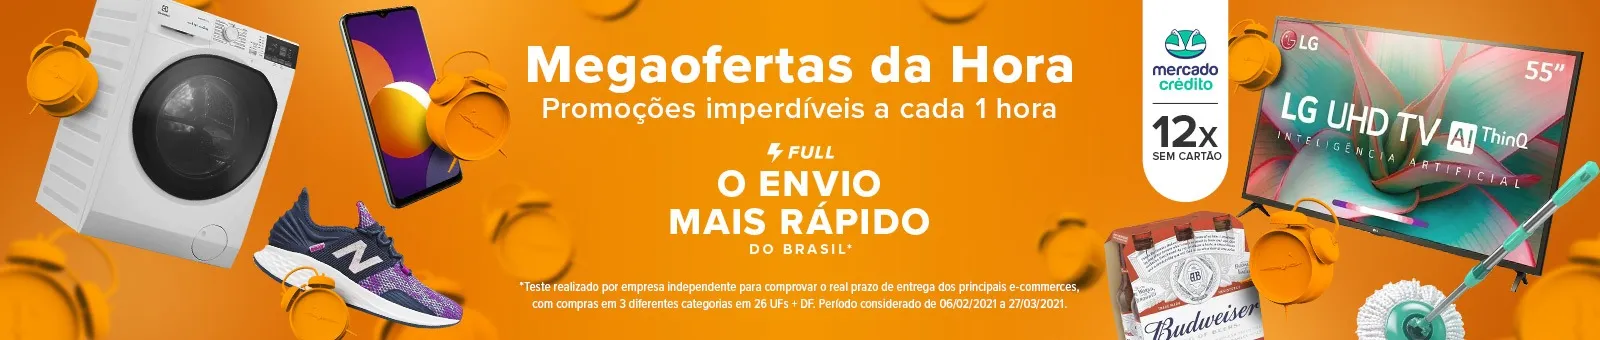 Megaofertas da Hora
Promoções imperdíveis a cada 1 hora
FULL
O ENVIO
MAIS RÁPIDO
DO BRASIL*
*Teste realizado por empresa independente para comprovar o real prazo de entrega dos principais e-commerces,
com compras em 3 diferentes categorias em 26 UFs + DF. Período considerado de 06/02/2021 a 27/03/2021.
mercado
crédito
12x
SEM CARTÃO
LG
55”
LG UHD TV AI ThinQ
INTELIGÊNCIA ARTIFICIAL
N
AB
Budweiser